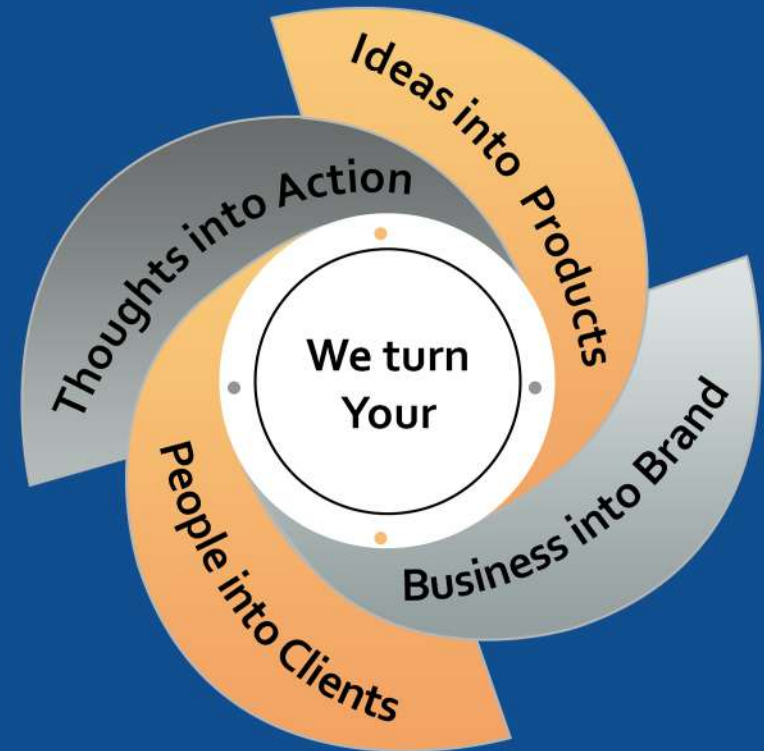 We turn
Your
Thoughts into Action
Ideas into Products
Business into Brand
People into Clients